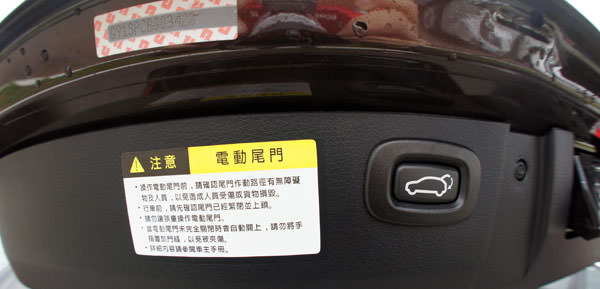 注意
電動尾門
・操作電動尾門前，請確認尾門作動路徑有無障礙
物及人員，以免造成人員受傷或貨物損毀。
・行車前，請先確認尾門已經緊閉並上鎖。
・請勿讓孩童操作電動尾門。
・當電動尾門未完全關閉時會自動關上，請勿將手
指置於門縫，以免被夾傷。
・詳細內容請參閱車主手冊。